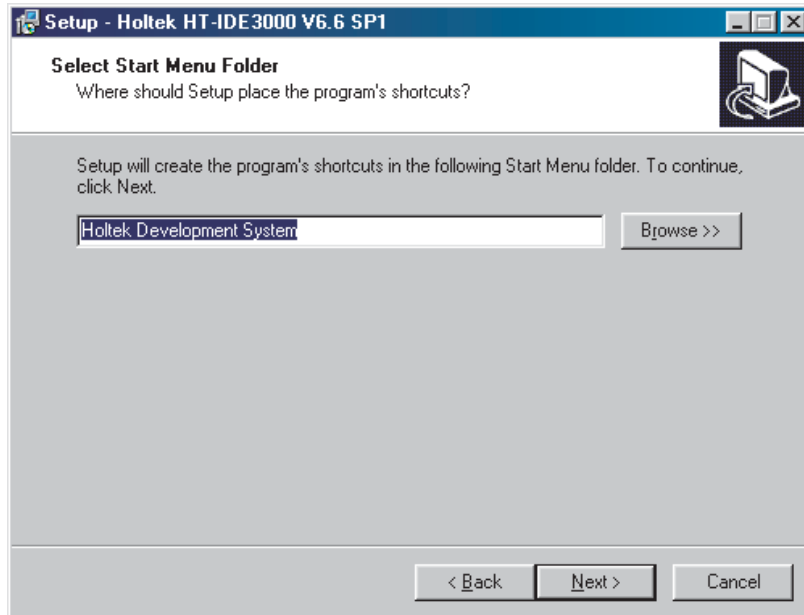 Setup - Holtek HT-IDE3000 V6.6 SP1
Select Start Menu Folder
Where should Setup place the program's shortcuts?
Setup will create the program's shortcuts in the following Start Menu folder. To continue,
click Next.
Holtek Development System
Browse >>
< Back
Next >
Cancel